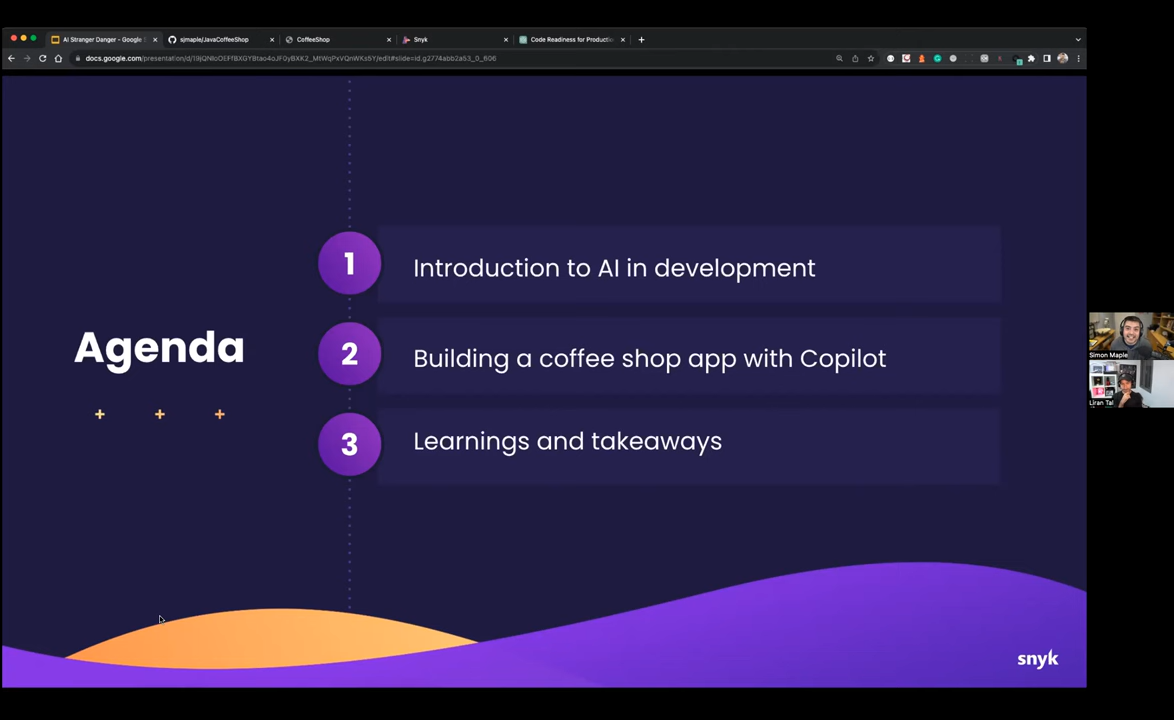 AI Stranger Danger - Google S
sjmaple/JavaCoffeeShop
CoffeeShop
Snyk
Code Readiness for Producti
Agenda
1
Introduction to AI in development
2
Building a coffee shop app with Copilot
3
Learnings and takeaways
Simon Maple
Liran Tal
snyk